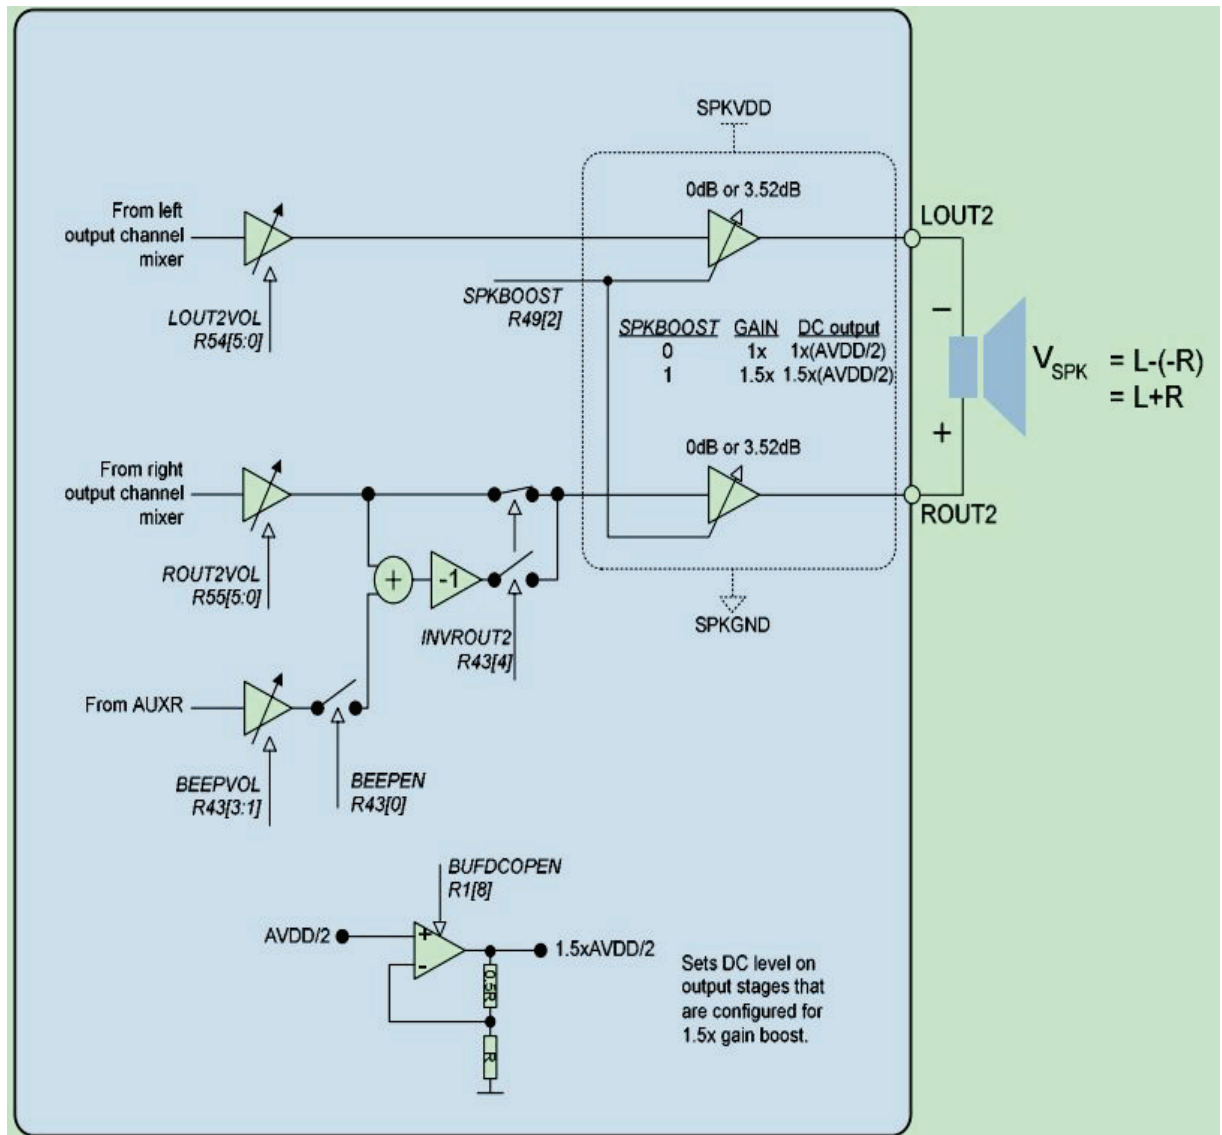 SPKVDD
0dB or 3.52dB
From left
output channel
mixer
LOUT2
LOUT2VOL
R54[5:0]
SPKBOOST
R49[2]
SPKBOOST GAIN DC output
0 1x 1x(AVDD/2)
1 1.5x 1.5x(AVDD/2)
−
VSPK = L-(-R)
= L+R
+
0dB or 3.52dB
From right
output channel
mixer
ROUT2
ROUT2VOL
R55[5:0]
+
-1
INVROUT2
R43[4]
SPKGND
From AUXR
BEEPVOL
R43[3:1]
BEEPEN
R43[0]
BUFDCOPEN
R1[8]
AVDD/2
+
-
1.5xAVDD/2
0.5R
R
Sets DC level on
output stages that
are configured for
1.5x gain boost.